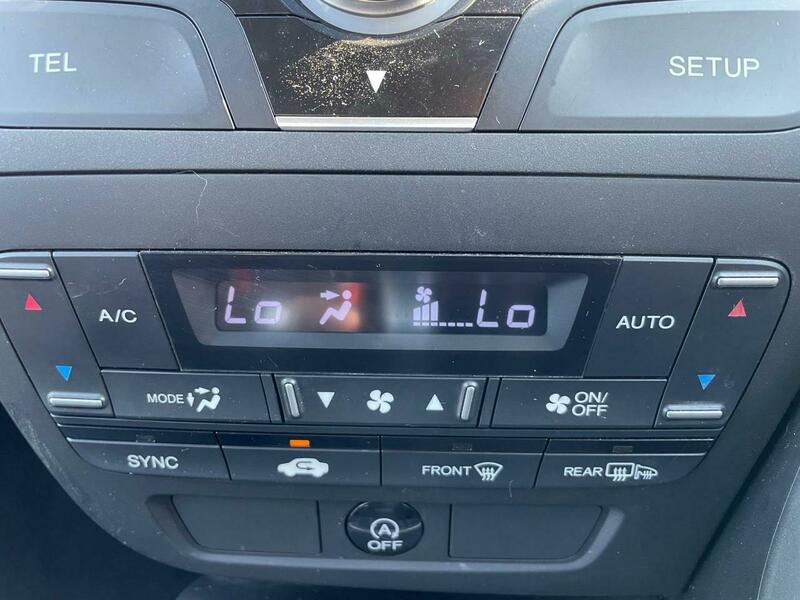 TEL
SETUP
Lo
Lo
A/C
AUTO
MODE
ON/
OFF
SYNC
FRONT
REAR
A
OFF